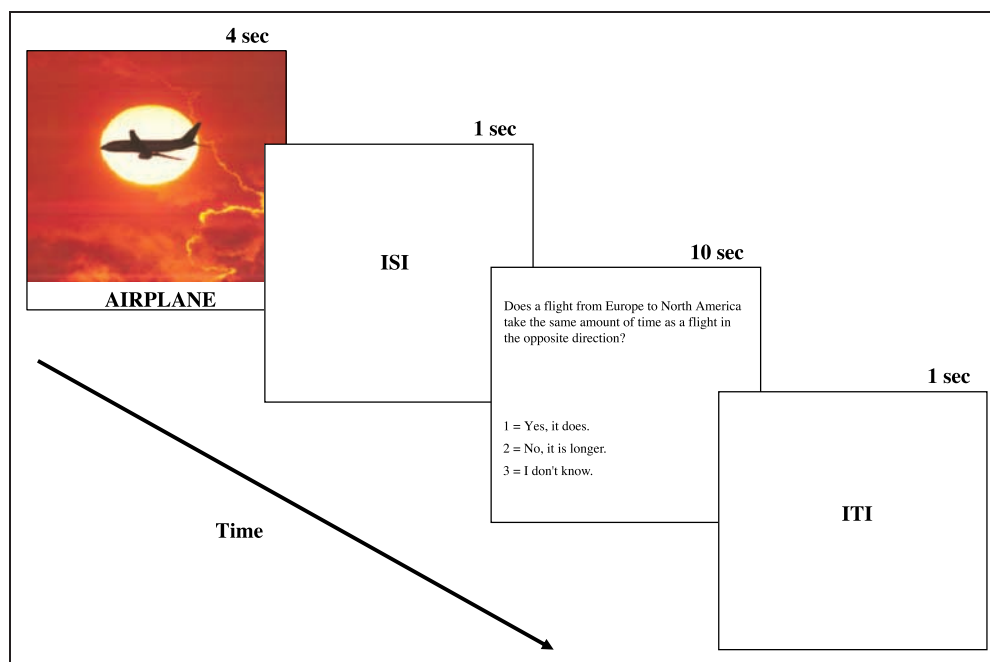 4 sec
AIRPLANE
1 sec
ISI
10 sec
Does a flight from Europe to North America
take the same amount of time as a flight in
the opposite direction?
1 = Yes, it does.
2 = No, it is longer.
3 = I don't know.
1 sec
ITI
Time